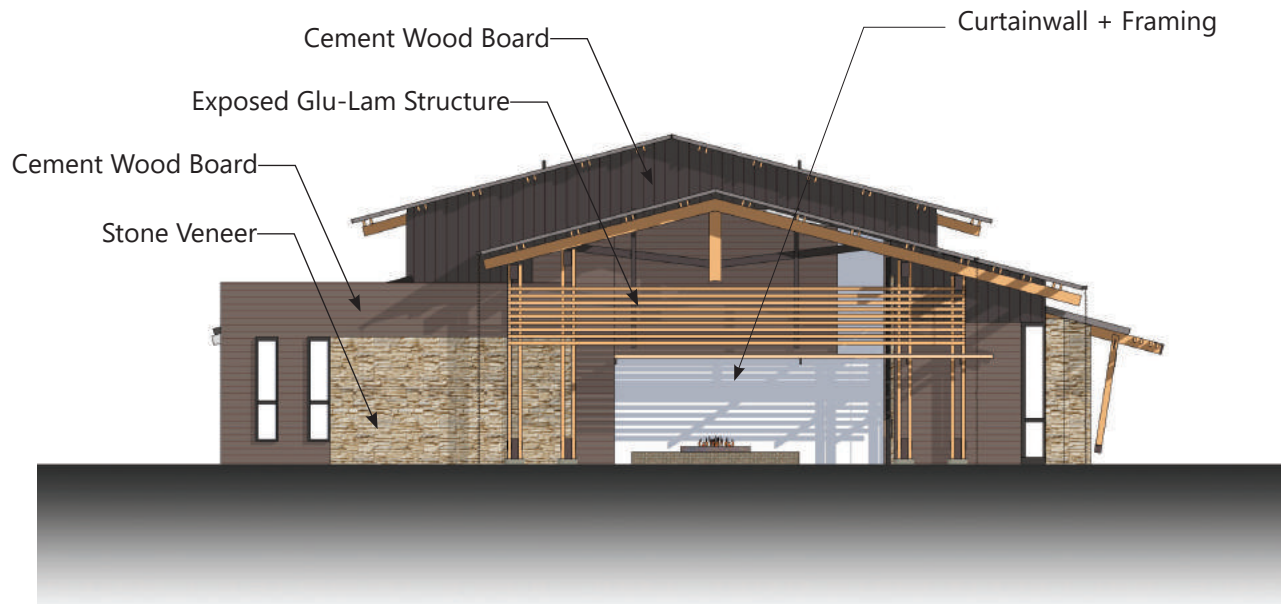 Curtainwall + Framing
Cement Wood Board
Exposed Glu-Lam Structure
Cement Wood Board
Stone Veneer